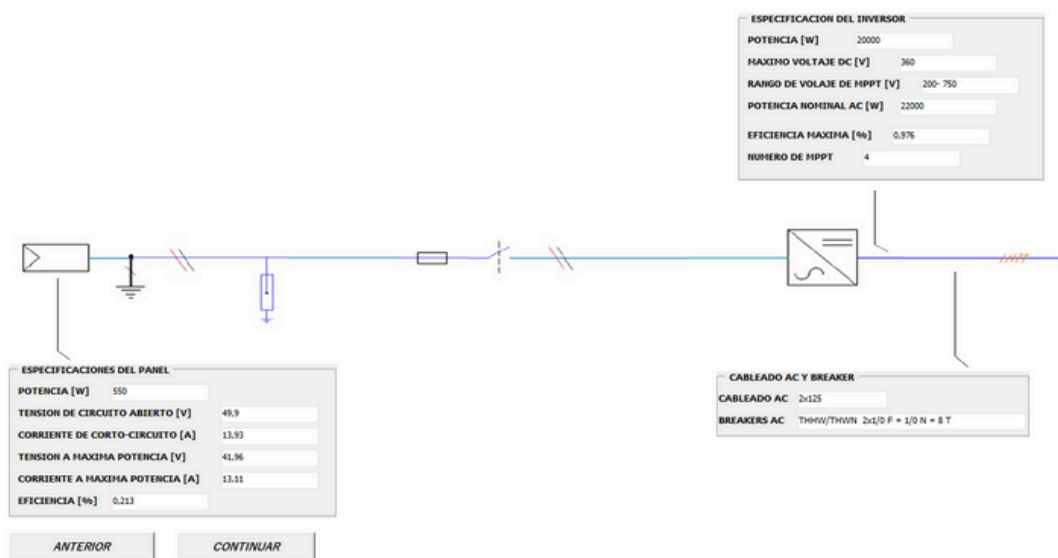 ESPECIFICACION DEL INVERSOR
POTENCIA [W] 20000
MAXIMO VOLTAJE DC [V] 360
RANGO DE VOLAJE DE MPPT [V] 200- 750
POTENCIA NOMINAL AC [W] 22000
EFICIENCIA MAXIMA [%] 0,976
NUMERO DE MPPT 4
ESPECIFICACIONES DEL PANEL
POTENCIA [W] 550
TENSION DE CIRCUITO ABIERTO [V] 49,9
CORRIENTE DE CORTO-CIRCUITO [A] 13,93
TENSION A MAXIMA POTENCIA [V] 41,96
CORRIENTE A MAXIMA POTENCIA [A] 13,11
EFICIENCIA [%] 0,213
CABLEADO AC Y BREAKER
CABLEADO AC 2x125
BREAKERS AC THHW/THWN 2x1/0 F + 1/0 N + 8 T
ANTERIOR CONTINUAR